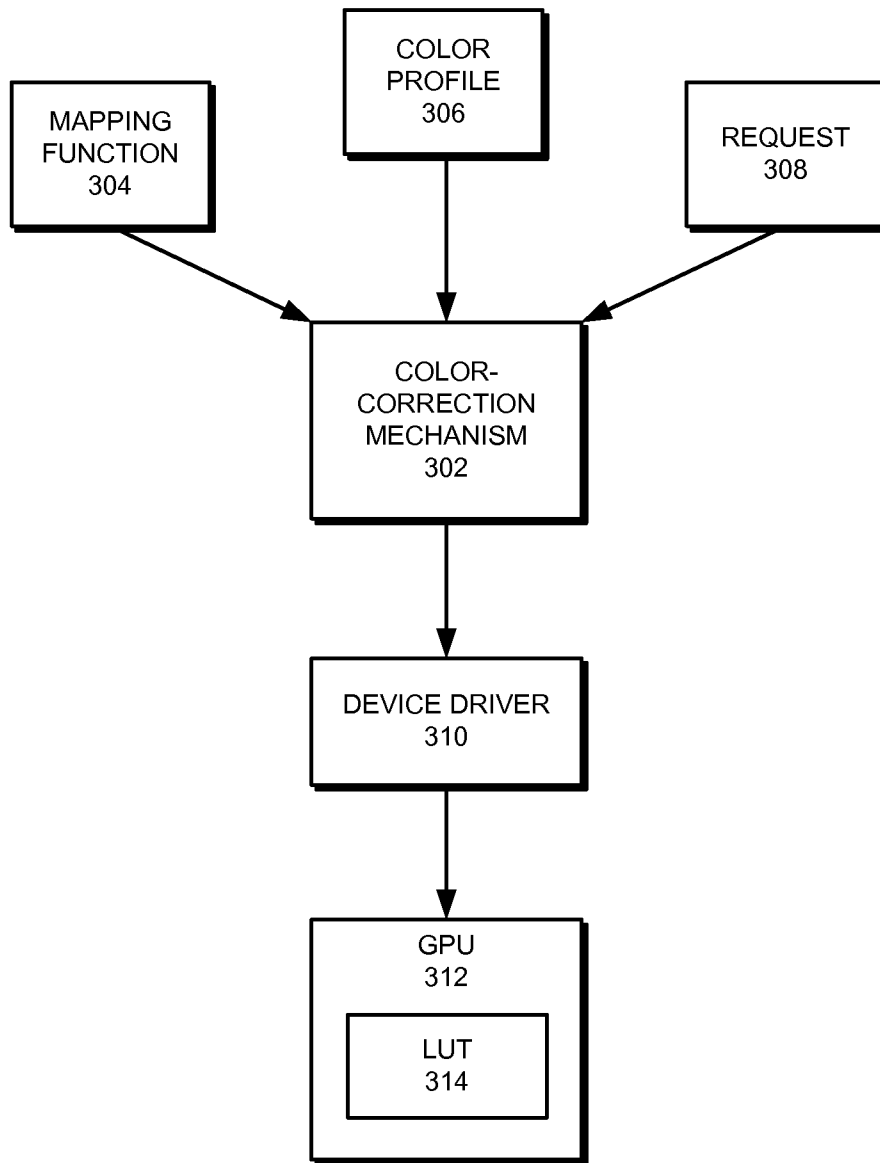 MAPPING
FUNCTION
304
COLOR
PROFILE
306
REQUEST
308
COLOR-
CORRECTION
MECHANISM
302
DEVICE DRIVER
310
GPU
312
LUT
314